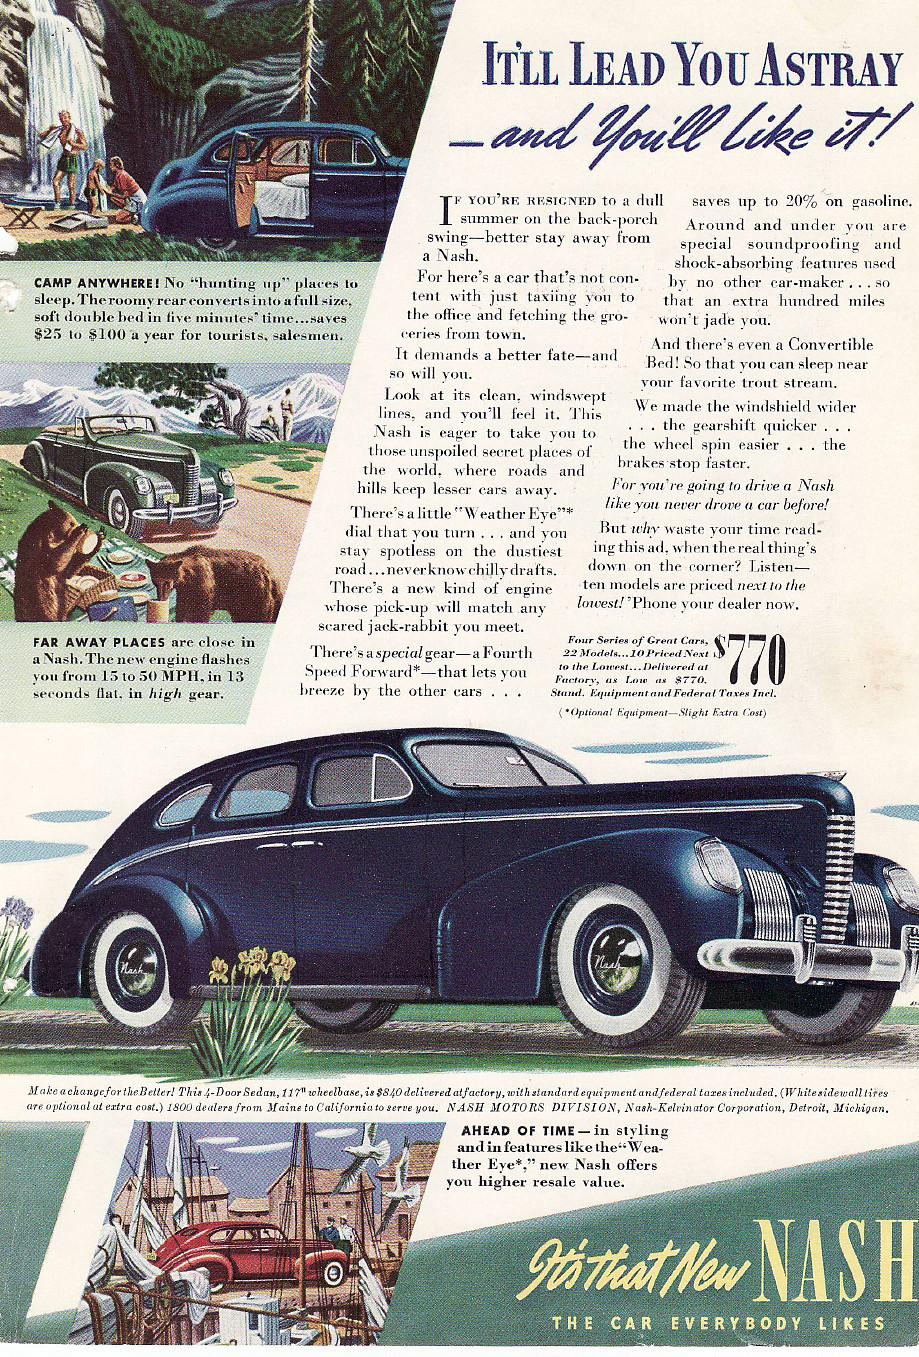 IT'LL LEAD YOU ASTRAY
—and You'll Like it!
IF YOU'RE RESIGNED to a dull
summer on the back-porch
swing—better stay away from
a Nash.
For here's a car that's not con-
tent with just taxiing you to
the office and fetching the gro-
ceries from town.
It demands a better fate—and
so will you.
Look at its clean, windswept
lines, and you'll feel it. This
Nash is eager to take you to
those unspoiled secret places of
the world, where roads and
hills keep lesser cars away.
There's a little "Weather Eye"*
dial that you turn . . . and you
stay spotless on the dustiest
road...never know chilly drafts.
There's a new kind of engine
whose pick-up will match any
scared jack-rabbit you meet.
There's a special gear—a Fourth
Speed Forward*—that lets you
breeze by the other cars . . .
saves up to 20% on gasoline.
Around and under you are
special soundproofing and
shock-absorbing features used
by no other car-maker . . . so
that an extra hundred miles
won't jade you.
And there's even a Convertible
Bed! So that you can sleep near
your favorite trout stream.
We made the windshield wider
. . . the gearshift quicker . . .
the wheel spin easier . . . the
brakes stop faster.
For you're going to drive a Nash
like you never drove a car before!
But why waste your time read-
ing this ad, when the real thing's
down on the corner? Listen—
ten models are priced next to the
lowest! 'Phone your dealer now.
Four Series of Great Cars,
22 Models...10 Priced Next
to the Lowest...Delivered at
Factory, as Low as $770.
Stand. Equipment and Federal Taxes Incl.
$770
(*Optional Equipment—Slight Extra Cost)
CAMP ANYWHERE! No "hunting up" places to
sleep. The roomy rear converts into a full size,
soft double bed in five minutes' time...saves
$25 to $100 a year for tourists, salesmen.
FAR AWAY PLACES are close in
a Nash. The new engine flashes
you from 15 to 50 MPH, in 13
seconds flat, in high gear.
Nash
Nash
Make a change for the Better! This 4-Door Sedan, 117" wheelbase, is $840 delivered at factory, with standard equipment and federal taxes included. (White sidewall tires
are optional at extra cost.) 1800 dealers from Maine to California to serve you. NASH MOTORS DIVISION, Nash-Kelvinator Corporation, Detroit, Michigan.
AHEAD OF TIME — in styling
and in features like the "Wea-
ther Eye*," new Nash offers
you higher resale value.
It's that New NASH
THE CAR EVERYBODY LIKES